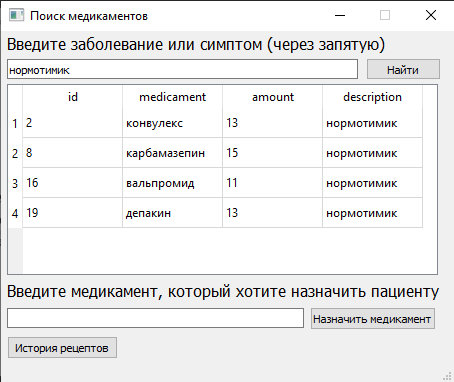 Поиск медикаментов
Введите заболевание или симптом (через запятую)
нормотимик Найти
id medicament amount description
1 2 конвулекс 13 нормотимик
2 8 карбамазепин 15 нормотимик
3 16 вальпромид 11 нормотимик
4 19 депакин 13 нормотимик
Введите медикамент, который хотите назначить пациенту
Назначить медикамент
История рецептов